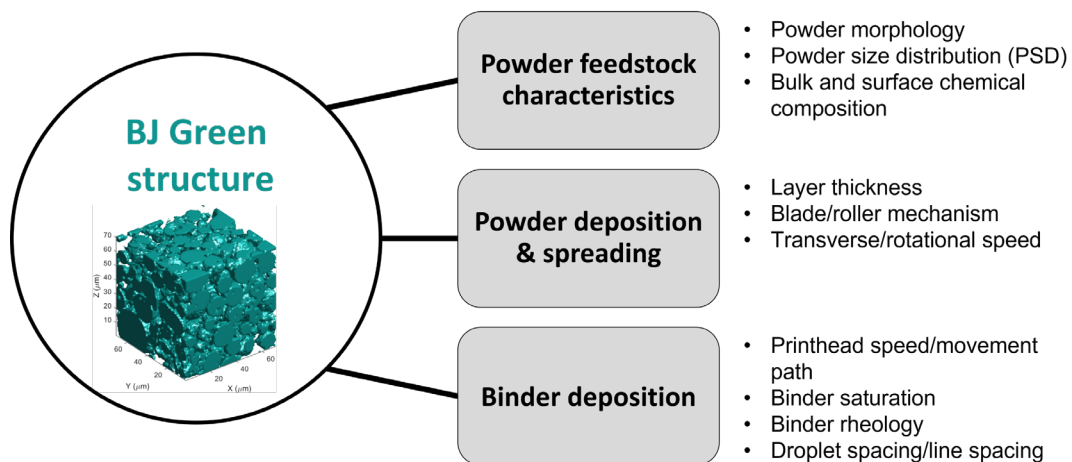 BJ Green
structure
70
60
50
40
30
20
10
Z (μm)
60
40
20
Y (μm)
20
40
60
X (μm)
Powder feedstock
characteristics
• Powder morphology
• Powder size distribution (PSD)
• Bulk and surface chemical
composition
Powder deposition
& spreading
• Layer thickness
• Blade/roller mechanism
• Transverse/rotational speed
Binder deposition
• Printhead speed/movement
path
• Binder saturation
• Binder rheology
• Droplet spacing/line spacing